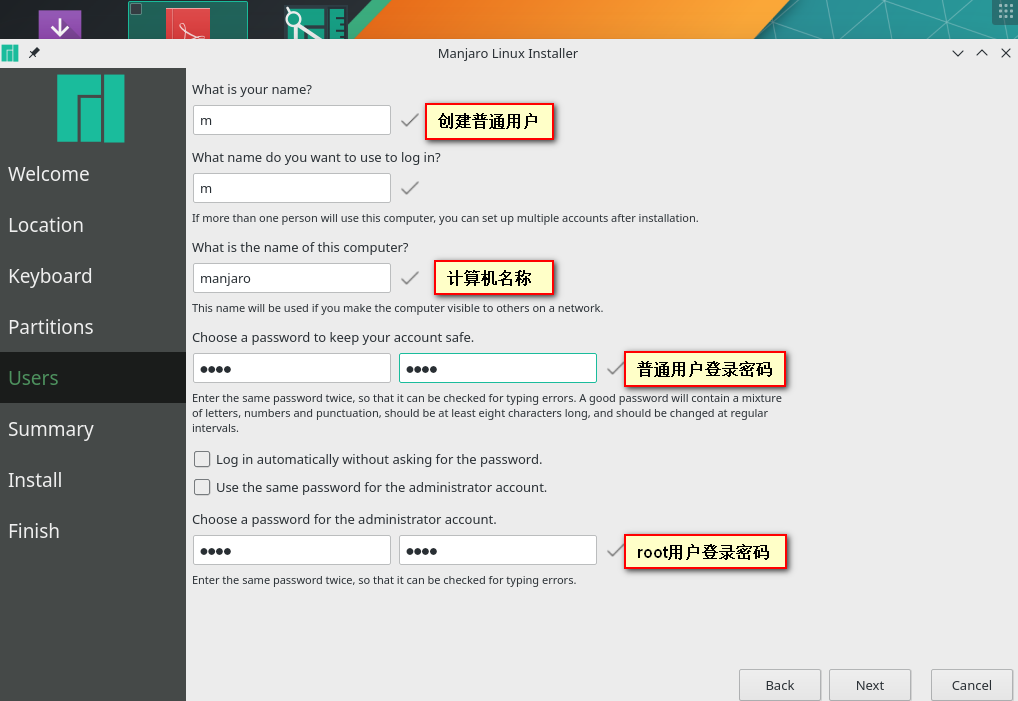 Manjaro Linux Installer
Welcome
Location
Keyboard
Partitions
Users
Summary
Install
Finish
What is your name?
m
创建普通用户
What name do you want to use to log in?
m
If more than one person will use this computer, you can set up multiple accounts after installation.
What is the name of this computer?
manjaro
计算机名称
This name will be used if you make the computer visible to others on a network.
Choose a password to keep your account safe.
●●●● ●●●●
普通用户登录密码
Enter the same password twice, so that it can be checked for typing errors. A good password will contain a mixture
of letters, numbers and punctuation, should be at least eight characters long, and should be changed at regular
intervals.
Log in automatically without asking for the password.
Use the same password for the administrator account.
Choose a password for the administrator account.
●●●● ●●●●
root用户登录密码
Enter the same password twice, so that it can be checked for typing errors.
Back Next Cancel